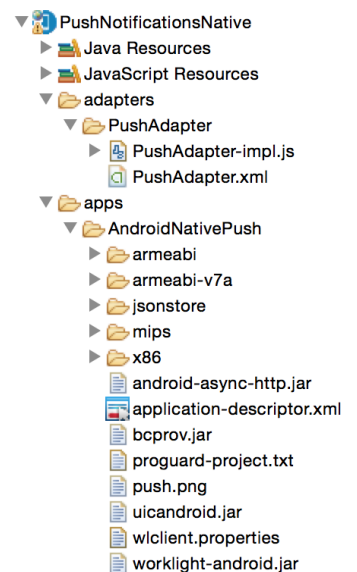 PushNotificationsNative
Java Resources
JavaScript Resources
adapters
PushAdapter
PushAdapter-impl.js
PushAdapter.xml
apps
AndroidNativePush
armeabi
armeabi-v7a
jsonstore
mips
x86
android-async-http.jar
application-descriptor.xml
bcprov.jar
proguard-project.txt
push.png
uicandroid.jar
wlclient.properties
worklight-android.jar